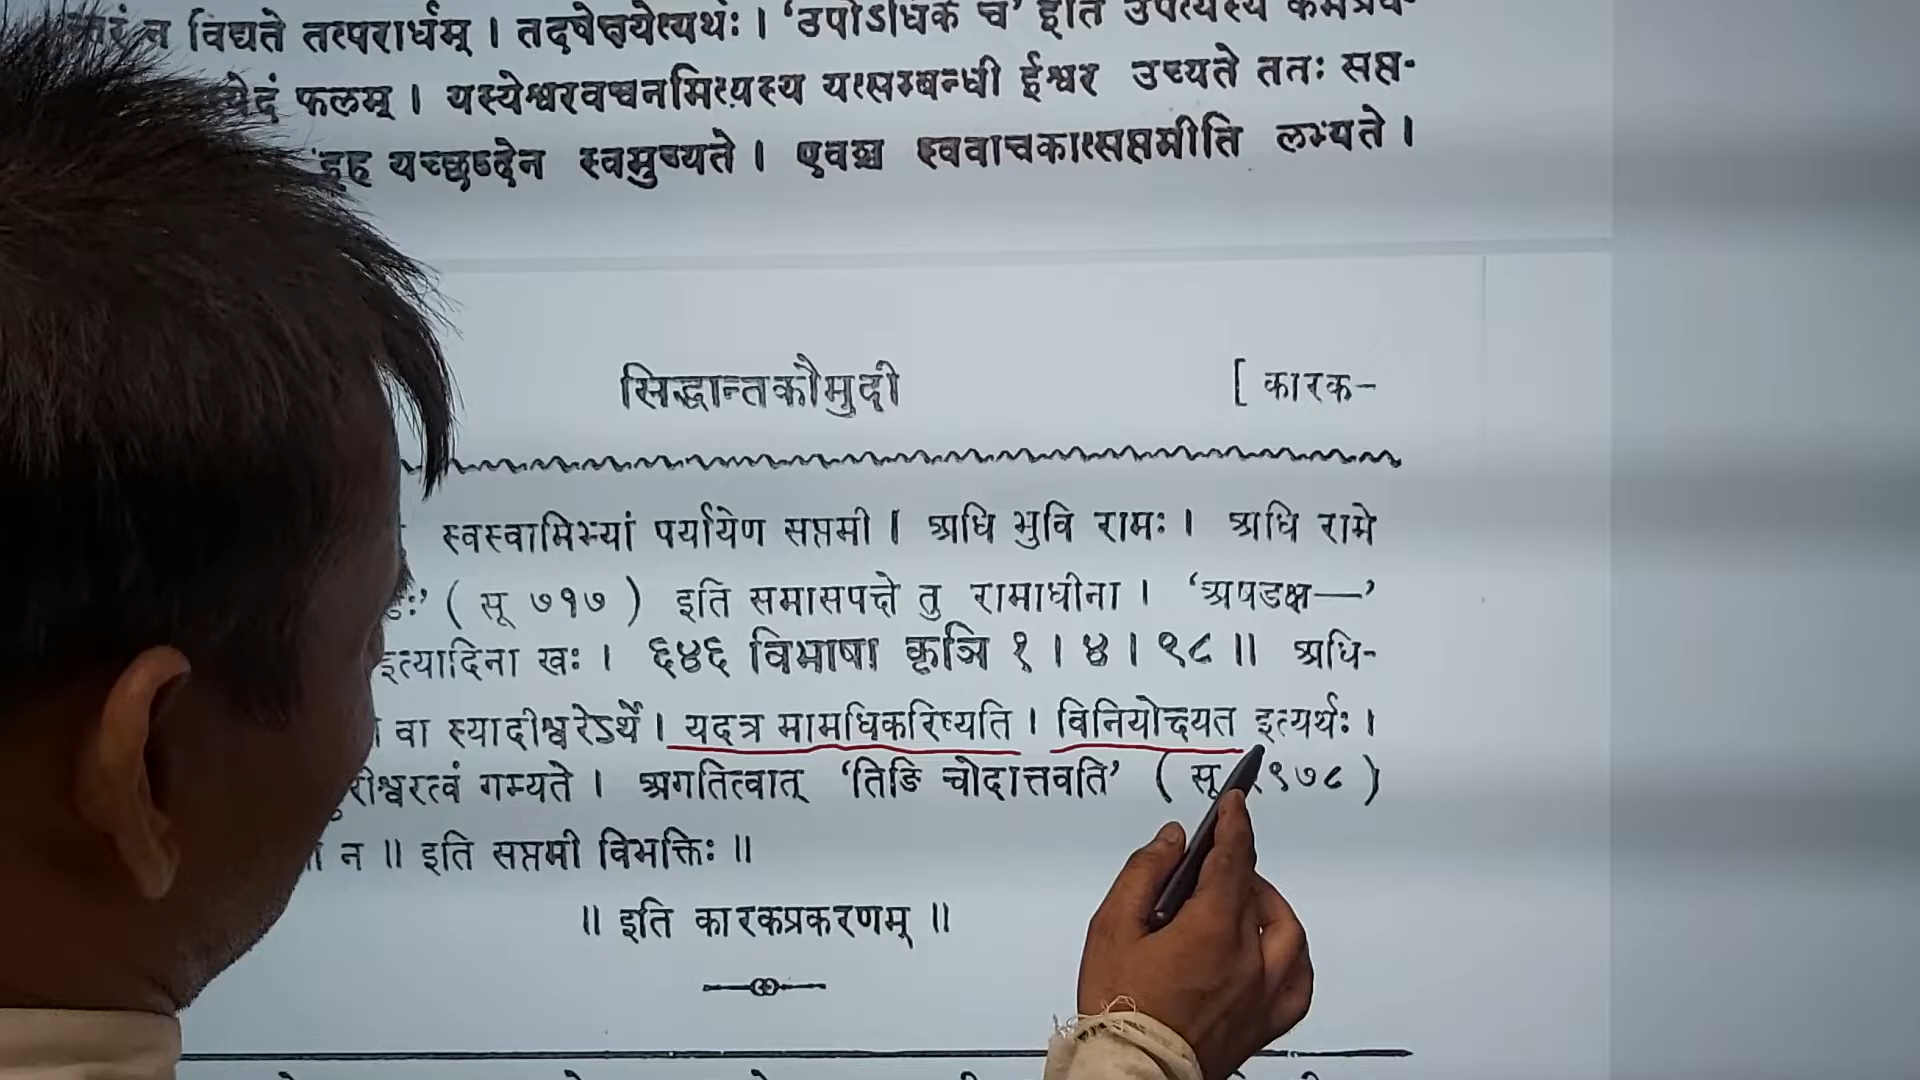 न विद्यते तत्परार्धम् । तदपेक्षयेत्यर्थः । ‘उपोऽधिके च’ इति
फलम् । यस्येश्वरवचनमित्यस्य यत्सम्बन्धी ईश्वर उच्यते ततः सप्त-
इह यच्छब्देन स्वमुच्यते । एवञ्च स्ववाचकात्सप्तमीति लभ्यते ।
सिद्धान्तकौमुदी [ कारक-
स्वस्वामिभ्यां पर्यायेण सप्तमी । अधि भुवि रामः । अधि रामे
( सू ७१७ ) इति समासपक्षे तु रामाधीना । ‘अषडक्ष—’
इत्यादिना खः । ६४६ विभाषा कृञि १ । ४ । ९८ ॥ अधि-
वा स्यादीश्वरेऽर्थे । यदत्र मामधिकरिष्यति । विनियोक्ष्यत इत्यर्थः ।
गम्यते । अगतित्वात् ‘तिङि चोदात्तवति’ ( सू ९७८ )
न ॥ इति सप्तमी विभक्तिः ॥
॥ इति कारकप्रकरणम् ॥